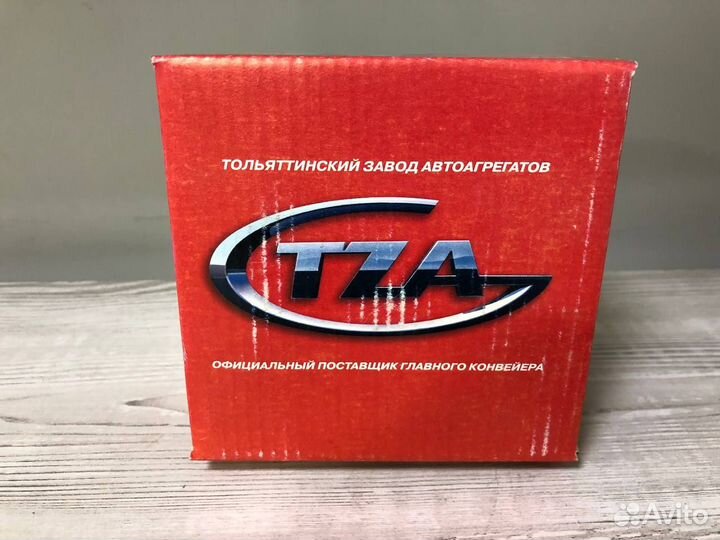 ТОЛЬЯТТИНСКИЙ ЗАВОД АВТОАГРЕГАТОВ
TZA
ОФИЦИАЛЬНЫЙ ПОСТАВЩИК ГЛАВНОГО КОНВЕЙЕРА
Avito